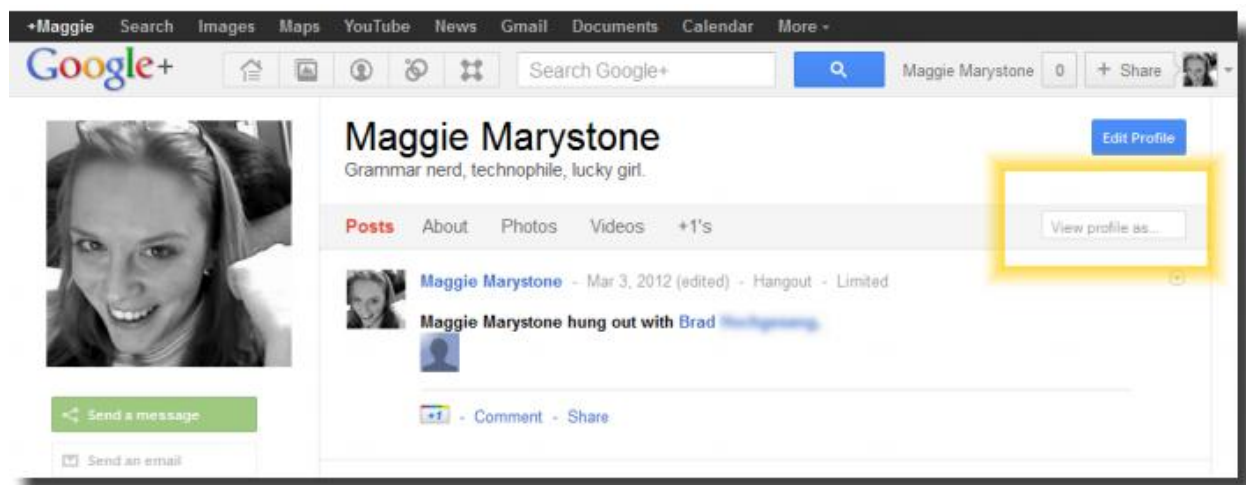 +Maggie Search Images Maps YouTube News Gmail Documents Calendar More
Google+ Search Google+ Maggie Marystone 0 + Share
Maggie Marystone
Edit Profile
Grammar nerd, technophile, lucky girl.
Posts About Photos Videos +1's View profile as...
Maggie Marystone - Mar 3, 2012 (edited) - Hangout - Limited
Maggie Marystone hung out with Brad
+1 - Comment - Share
Send a message
Send an email